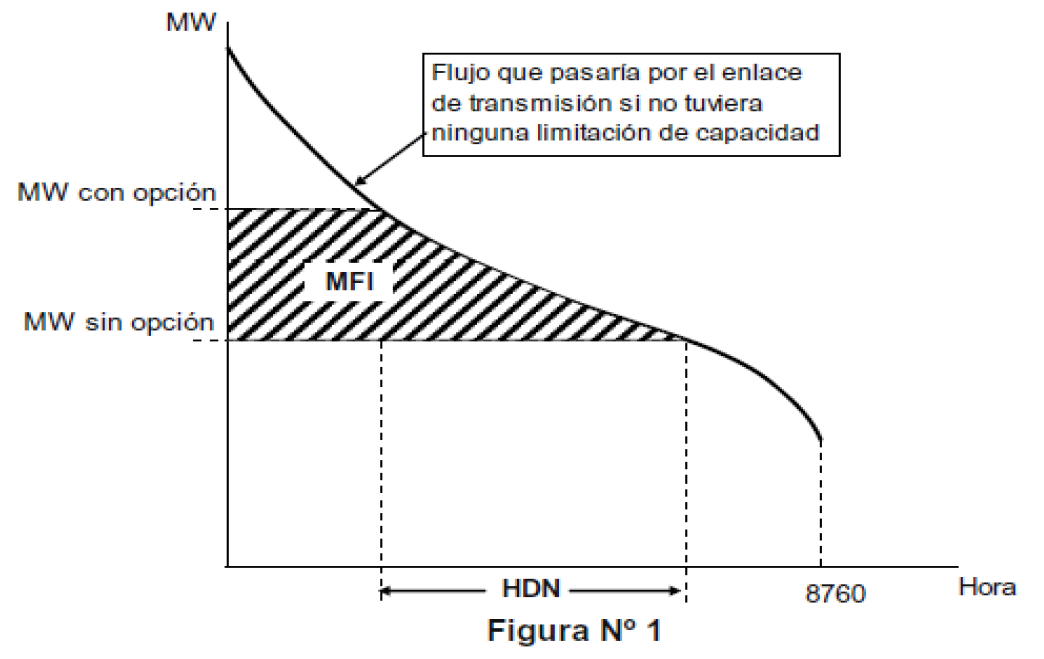 MW
Flujo que pasaría por el enlace
de transmisión si no tuviera
ninguna limitación de capacidad
MW con opción
MFI
MW sin opción
HDN
8760
Hora
Figura Nº 1